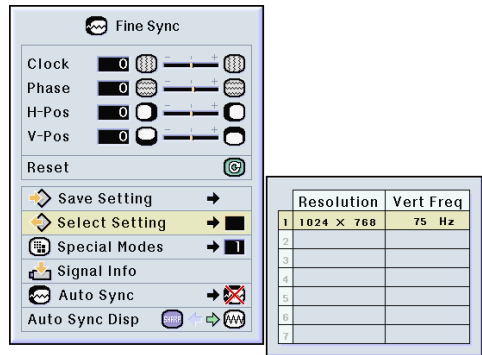 Fine Sync
Clock 0 - +
Phase 0 - +
H-Pos 0 - +
V-Pos 0 - +
Reset
Save Setting
Select Setting
Special Modes 1
Signal Info
Auto Sync
Auto Sync Disp SHARP
Resolution Vert Freq
1 1024 × 768 75 Hz
2
3
4
5
6
7